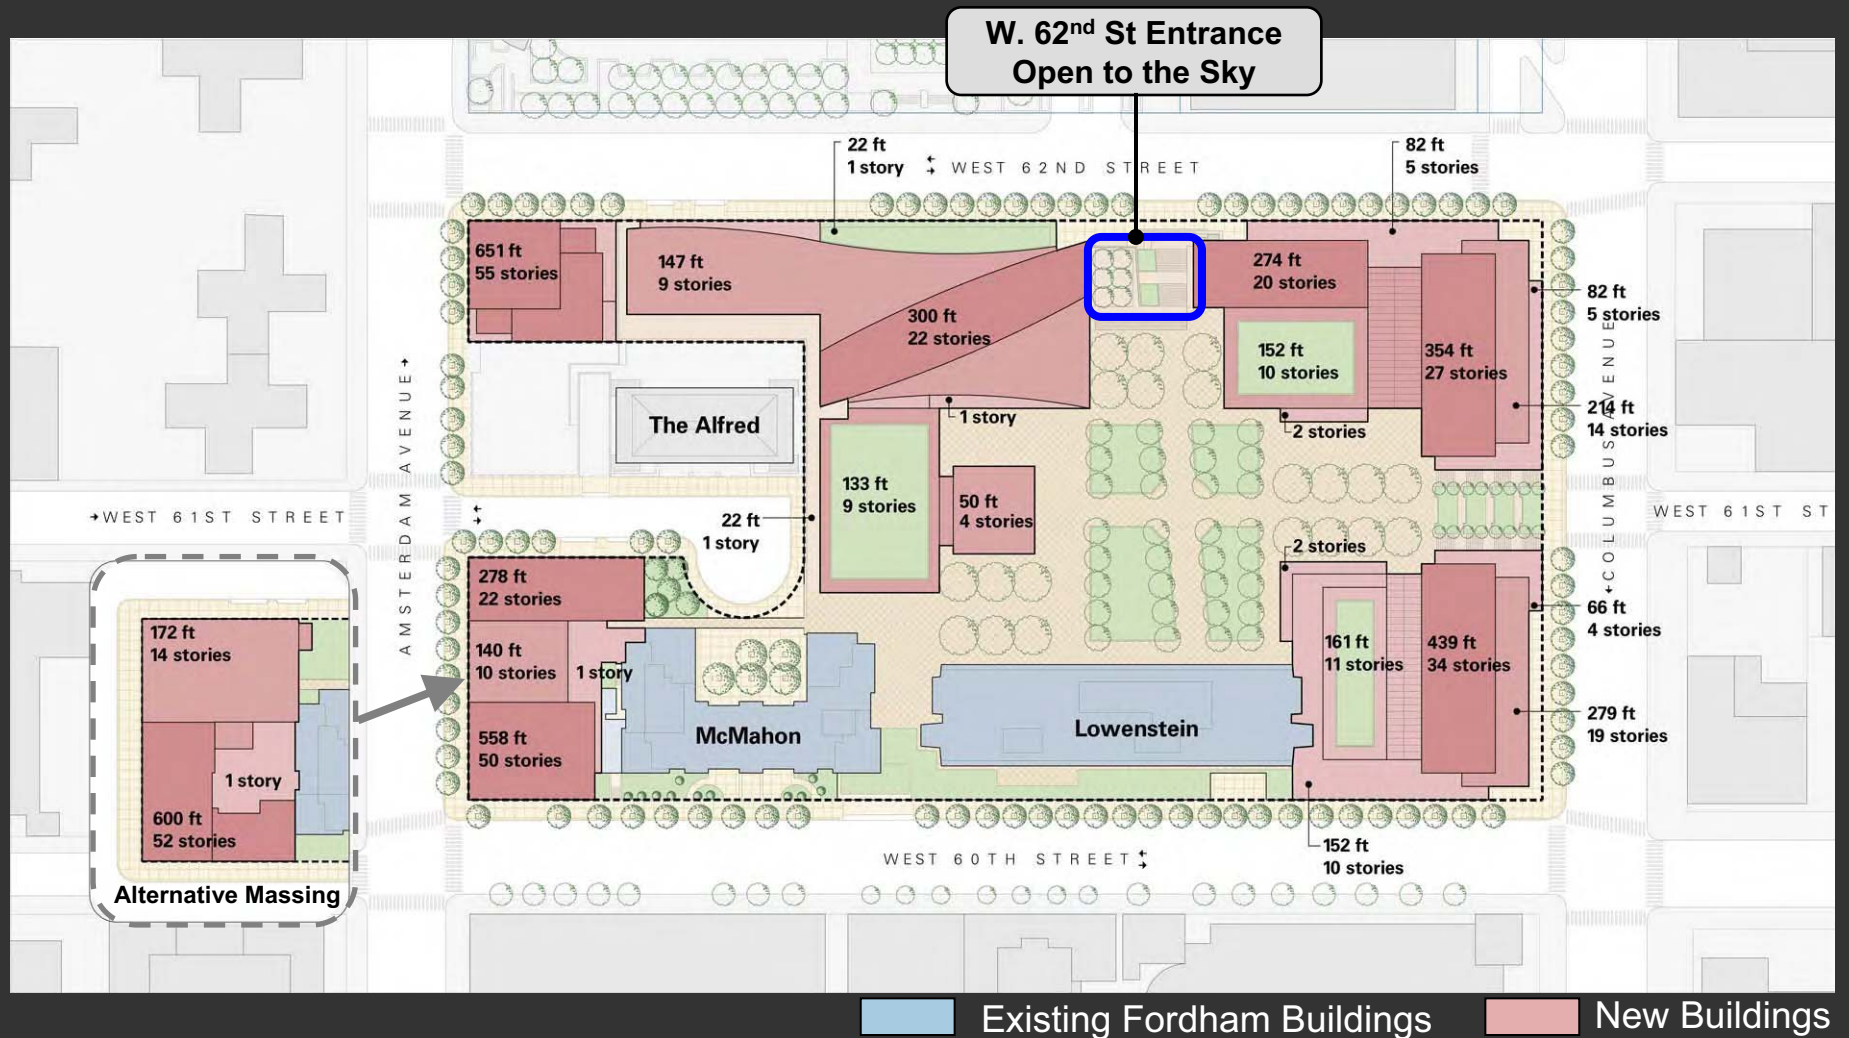 W. 62nd St Entrance
Open to the Sky
22 ft
1 story
WEST 62ND STREET
82 ft
5 stories
651 ft
55 stories
147 ft
9 stories
274 ft
20 stories
82 ft
5 stories
300 ft
22 stories
152 ft
10 stories
354 ft
27 stories
214 ft
14 stories
1 story
2 stories
The Alfred
AMSTERDAM AVENUE
COLUMBUS AVENUE
133 ft
9 stories
50 ft
4 stories
WEST 61ST STREET
22 ft
1 story
WEST 61ST ST
2 stories
278 ft
22 stories
66 ft
4 stories
172 ft
14 stories
140 ft
10 stories
1 story
161 ft
11 stories
439 ft
34 stories
279 ft
19 stories
558 ft
50 stories
McMahon
Lowenstein
1 story
600 ft
52 stories
Alternative Massing
WEST 60TH STREET
152 ft
10 stories
Existing Fordham Buildings
New Buildings